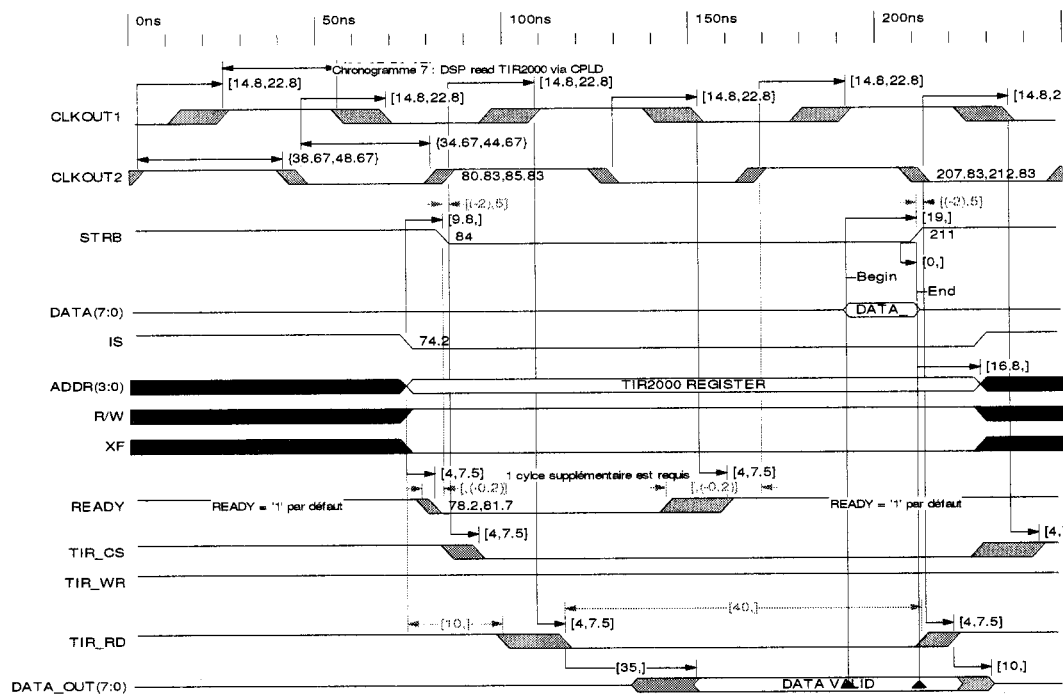 0ns 50ns 100ns 150ns 200ns
Chronogramme 7 : DSP read TIR2000 via CPLD
[14.8,22.8] [14.8,22.8] [14.8,22.8]
CLKOUT1 [14.8,22.8] [14.8,22.8] [14.8,2
{34.67,44.67}
{38.67,48.67}
CLKOUT2 80.83,85.83 207.83,212.83
[(-2),5] [(-2),5]
[9.8,] [19,]
STRB 84 211
[0,]
Begin
End
DATA(7:0) DATA_
IS 74.2
[16.8,]
ADDR(3:0) TIR2000 REGISTER
R/W
XF
[4,7.5] 1 cylce supplémentaire est requis [4,7.5]
[,(-0.2)] [,(-0.2)]
READY READY = '1' par défaut 78.2,81.7 READY = '1' par défaut
[4,7.5] [4,
TIR_CS
TIR_WR
[40,]
[10,] [4,7.5] [4,7.5]
TIR_RD
[35,] [10,]
DATA_OUT(7:0) DATA VALID